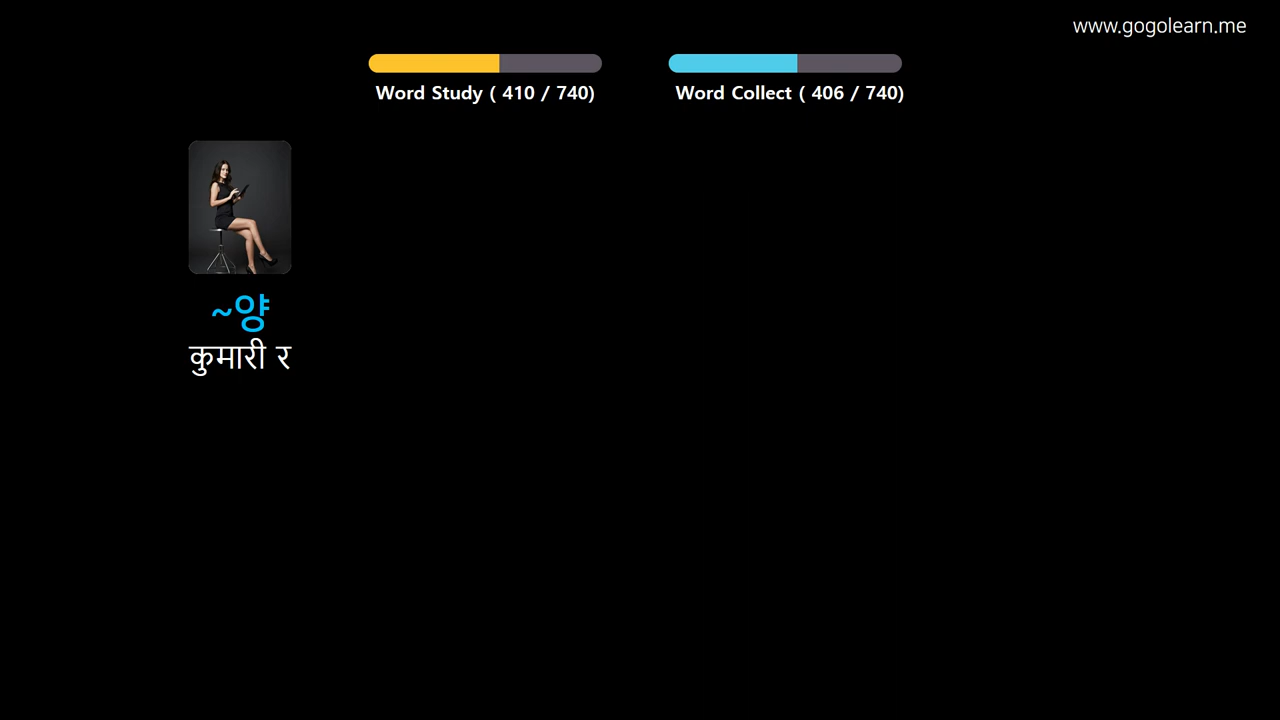 www.gogolearn.me
Word Study ( 410 / 740)
Word Collect ( 406 / 740)
~양
कुमारी र